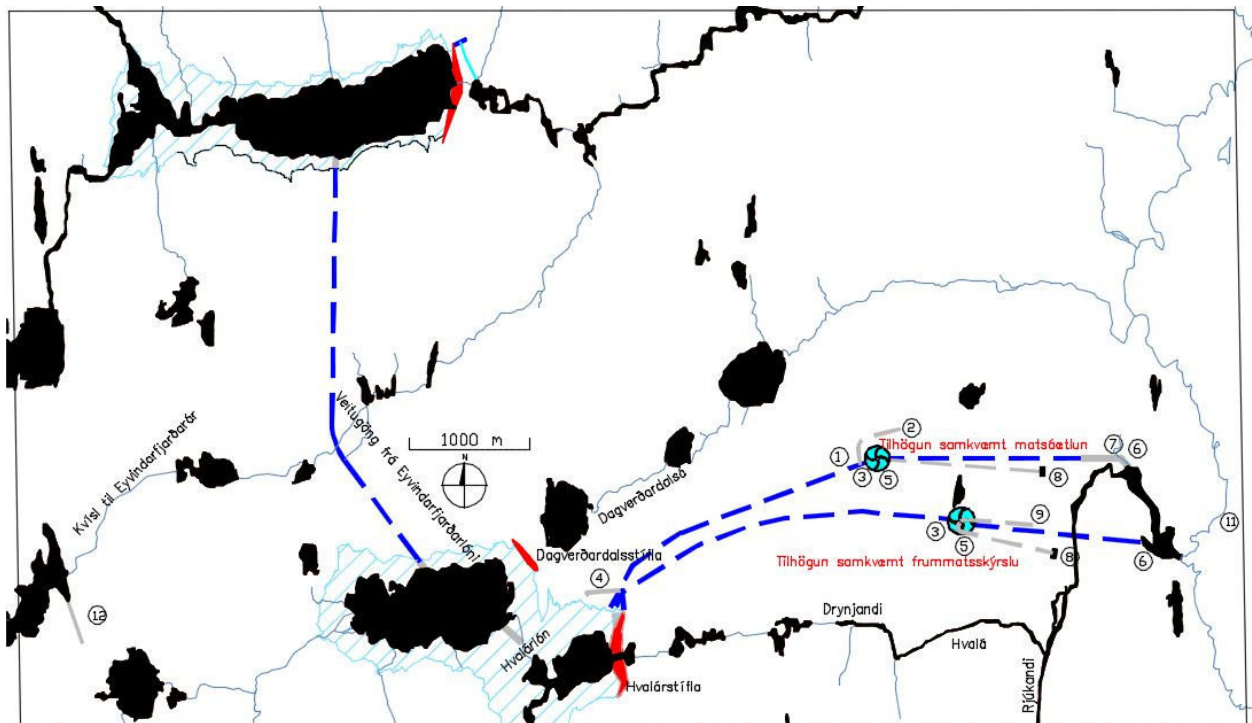 Kvísl til Eyvindarfjarðarár
Veitugöng frá Eyvindarfjarðarlóni
1000 m
N
Dagverðardalsá
Dagverðardalsstífla
Hvalárlón
Hvalárstífla
Tilhögun samkvæmt matsáætlun
Tilhögun samkvæmt frummatsskýrslu
Drynjandi
Hvalá
Rjúkandi
1
2
3
5
8
7
6
9
3
5
8
6
4
11
12